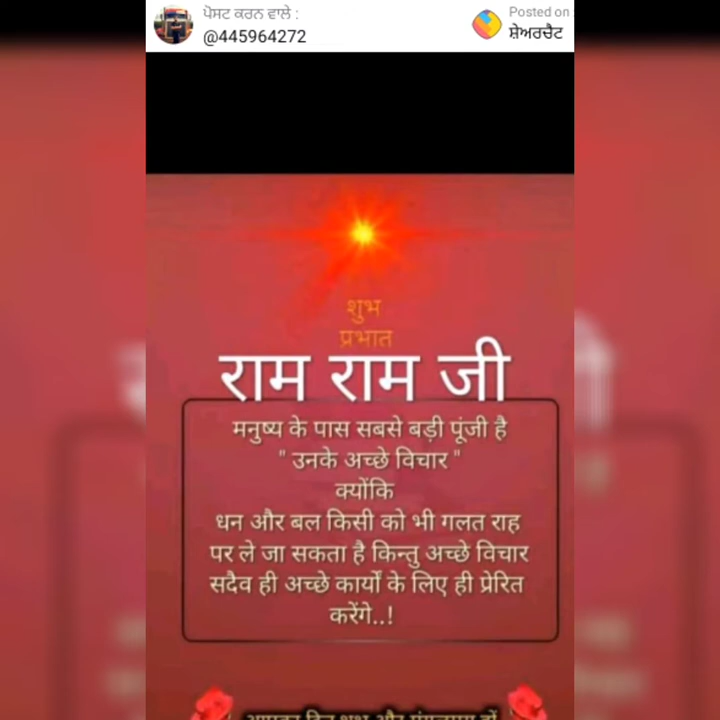 ਪੋਸਟ ਕਰਨ ਵਾਲੇ :
@445964272
Posted on
ਸ਼ੇਅਰਚੈਟ
शुभ
प्रभात
राम राम जी
मनुष्य के पास सबसे बड़ी पूंजी है
" उनके अच्छे विचार "
क्योंकि
धन और बल किसी को भी गलत राह
पर ले जा सकता है किन्तु अच्छे विचार
सदैव ही अच्छे कार्यों के लिए ही प्रेरित
करेंगे..!